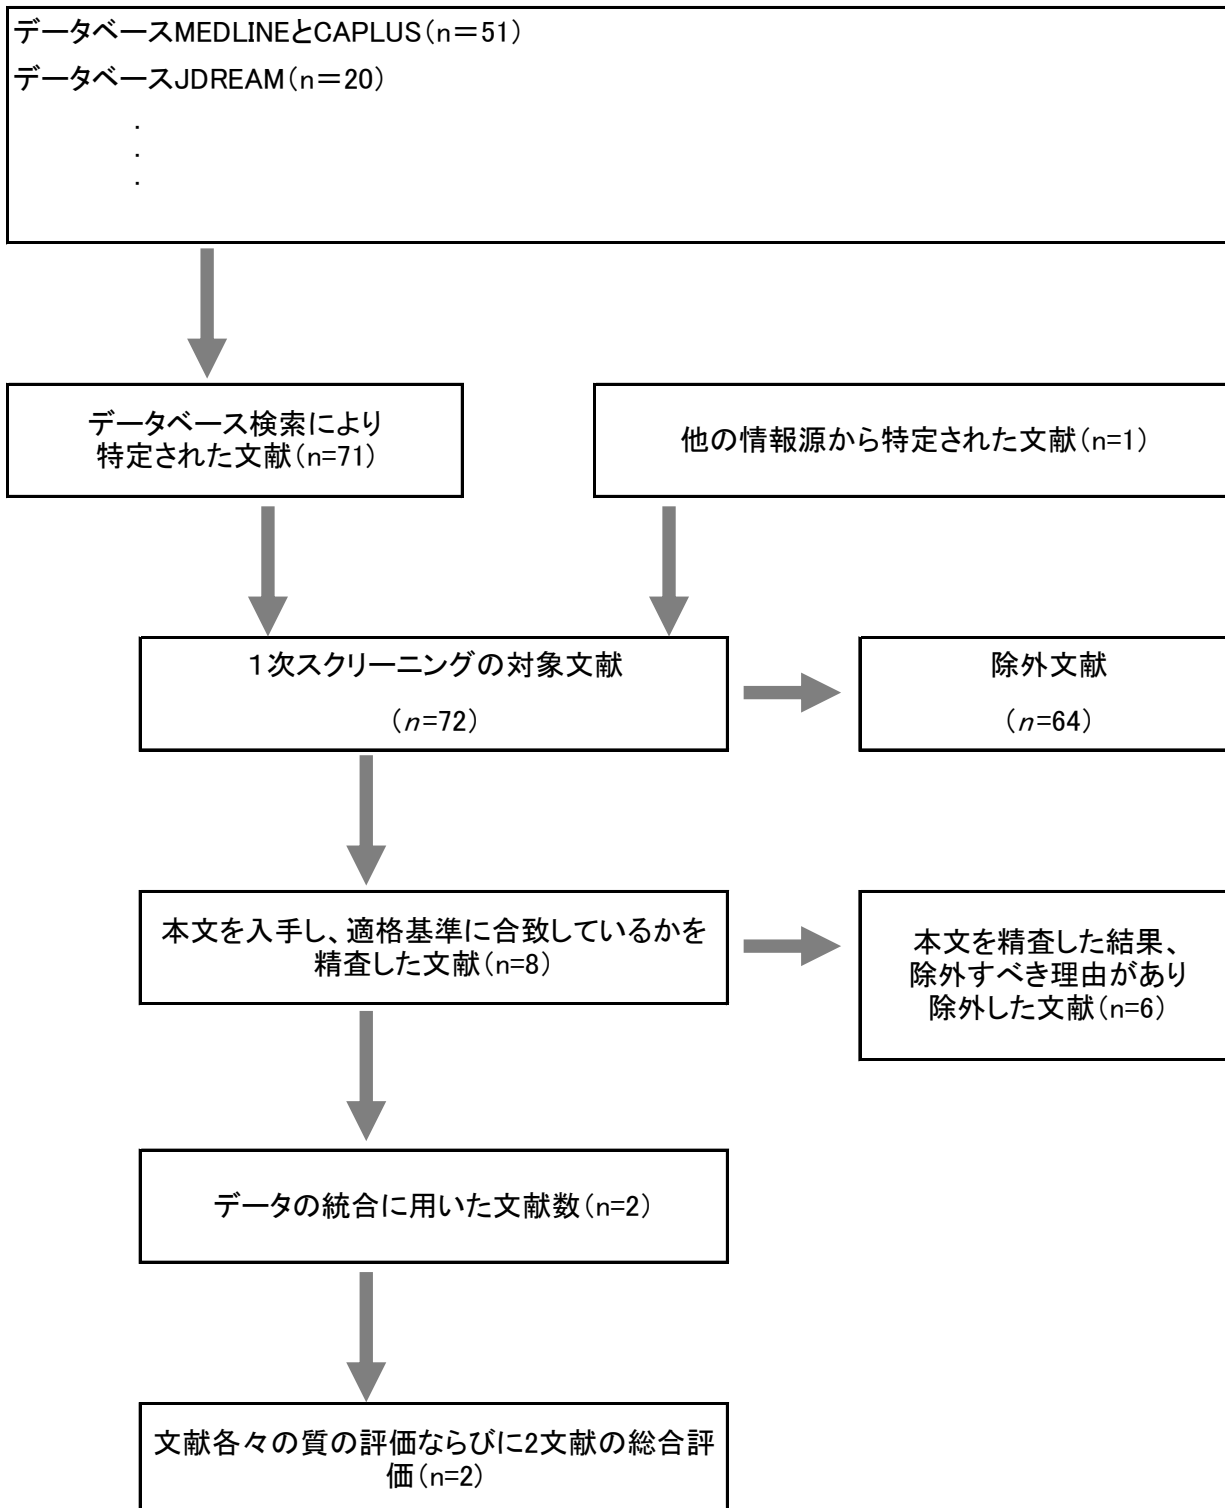 データベースMEDLINEとCAPLUS（n＝51）
データベースJDREAM（n＝20）
.
.
.
データベース検索により
特定された文献（n=71）
他の情報源から特定された文献（n=1）
１次スクリーニングの対象文献
（n=72）
除外文献
（n=64）
本文を入手し、適格基準に合致しているかを
精査した文献（n=8）
本文を精査した結果、
除外すべき理由があり
除外した文献（n=6）
データの統合に用いた文献数（n=2）
文献各々の質の評価ならびに2文献の総合評
価（n=2）